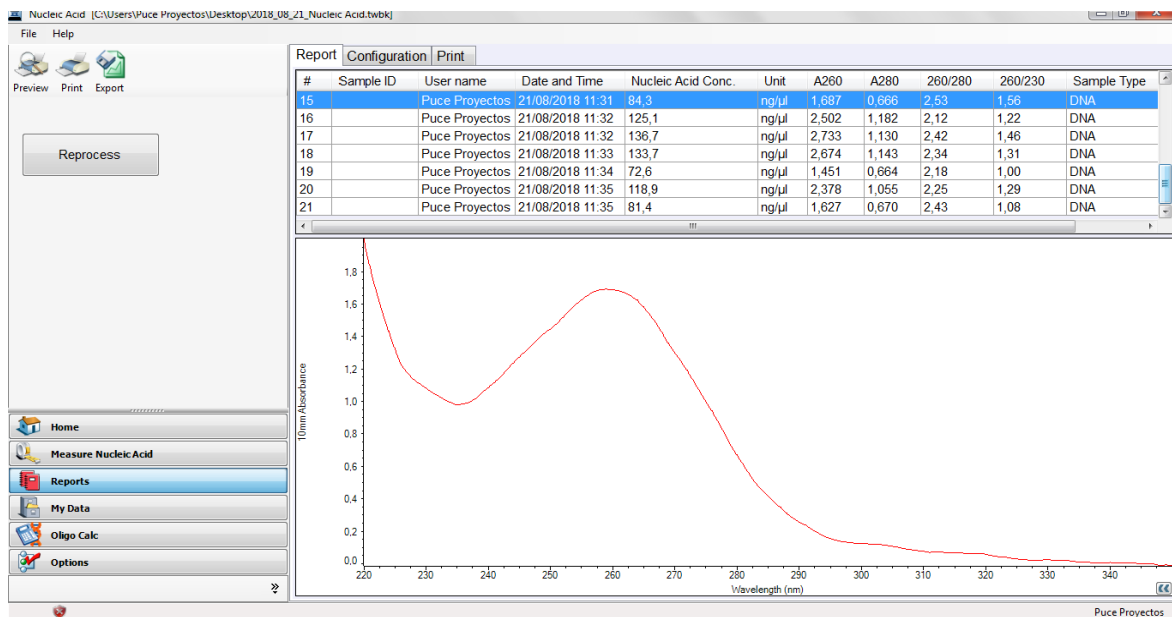 Nucleic Acid [C:\Users\Puce Proyectos\Desktop\2018_08_21_Nucleic Acid.twbk]
File Help
Preview Print Export
Reprocess
Report Configuration Print
# Sample ID User name Date and Time Nucleic Acid Conc. Unit A260 A280 260/280 260/230 Sample Type
15 Puce Proyectos 21/08/2018 11:31 84,3 ng/µl 1,687 0,666 2,53 1,56 DNA
16 Puce Proyectos 21/08/2018 11:32 125,1 ng/µl 2,502 1,182 2,12 1,22 DNA
17 Puce Proyectos 21/08/2018 11:32 136,7 ng/µl 2,733 1,130 2,42 1,46 DNA
18 Puce Proyectos 21/08/2018 11:33 133,7 ng/µl 2,674 1,143 2,34 1,31 DNA
19 Puce Proyectos 21/08/2018 11:34 72,6 ng/µl 1,451 0,664 2,18 1,00 DNA
20 Puce Proyectos 21/08/2018 11:35 118,9 ng/µl 2,378 1,055 2,25 1,29 DNA
21 Puce Proyectos 21/08/2018 11:35 81,4 ng/µl 1,627 0,670 2,43 1,08 DNA
Home
Measure Nucleic Acid
Reports
My Data
Oligo Calc
Options
10mm Absorbance
1,8
1,6
1,4
1,2
1,0
0,8
0,6
0,4
0,2
0,0
220 230 240 250 260 270 280 290 300 310 320 330 340
Wavelength (nm)
Puce Proyectos